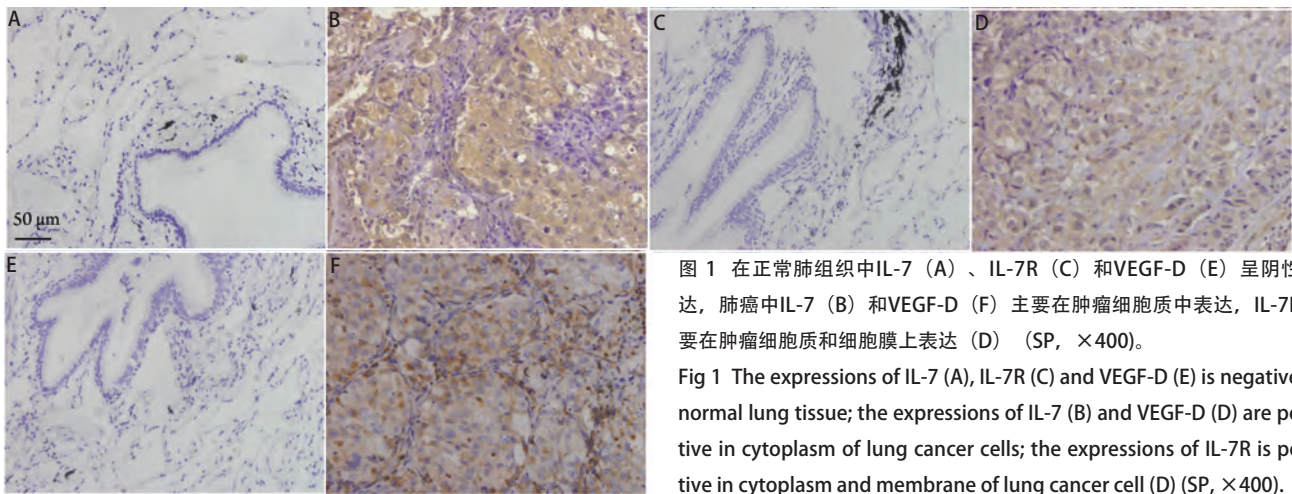 A
B
C
D
50 μm
E
F
图 1 在正常肺组织中IL-7（A）、IL-7R（C）和VEGF-D（E）呈阴性
达，肺癌中IL-7（B）和VEGF-D（F）主要在肿瘤细胞质中表达，IL-7R
要在肿瘤细胞质和细胞膜上表达（D）（SP，×400)。
Fig 1 The expressions of IL-7 (A), IL-7R (C) and VEGF-D (E) is negative
normal lung tissue; the expressions of IL-7 (B) and VEGF-D (D) are po
tive in cytoplasm of lung cancer cells; the expressions of IL-7R is po
tive in cytoplasm and membrane of lung cancer cell (D) (SP, ×400).